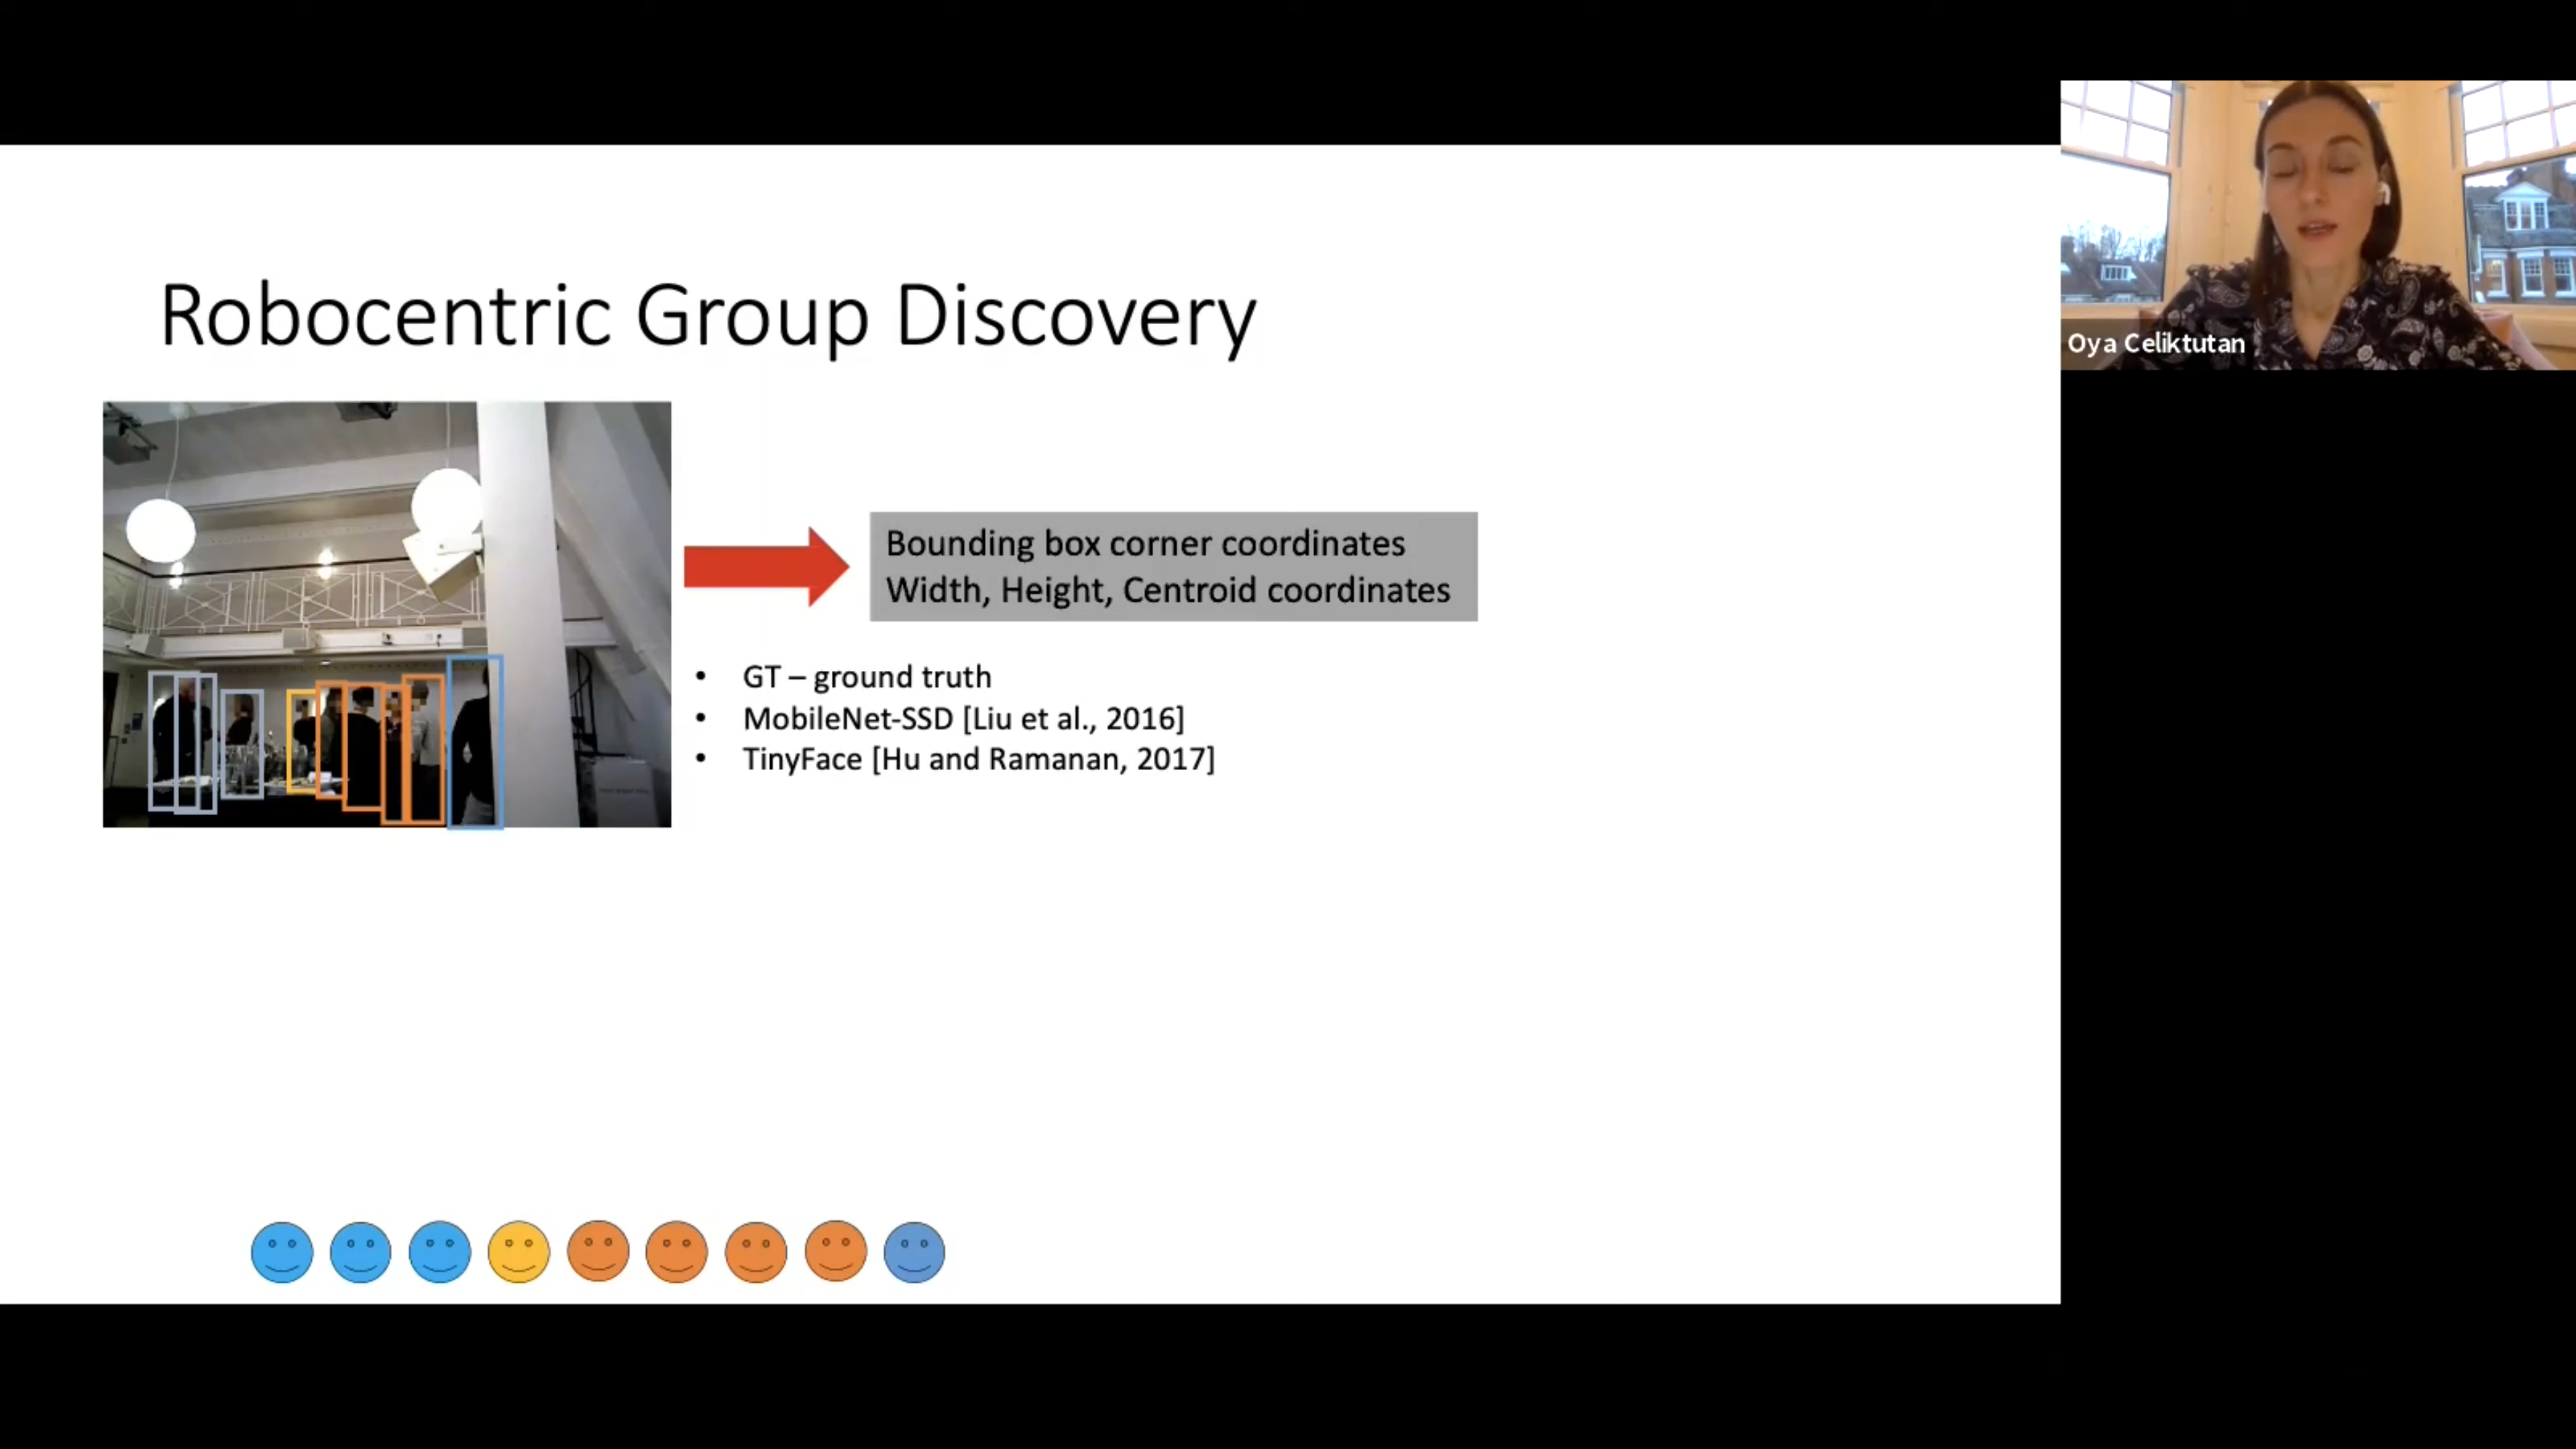 Robocentric Group Discovery
Bounding box corner coordinates
Width, Height, Centroid coordinates
• GT – ground truth
• MobileNet-SSD [Liu et al., 2016]
• TinyFace [Hu and Ramanan, 2017]
Oya Celiktutan